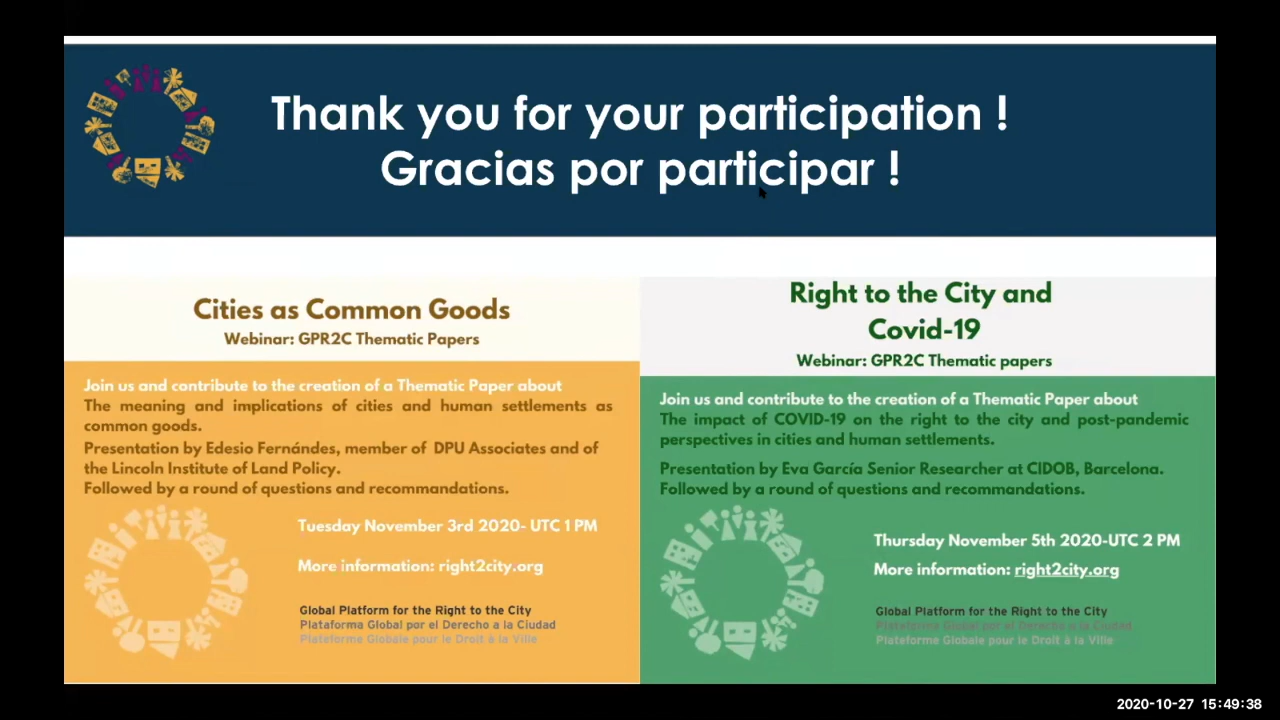 Thank you for your participation !
Gracias por participar !
Cities as Common Goods
Webinar: GPR2C Thematic Papers
Join us and contribute to the creation of a Thematic Paper about
The meaning and implications of cities and human settlements as
common goods.
Presentation by Edesio Fernándes, member of DPU Associates and of
the Lincoln Institute of Land Policy.
Followed by a round of questions and recommandations.
Tuesday November 3rd 2020- UTC 1 PM
More information: right2city.org
Global Platform for the Right to the City
Plataforma Global por el Derecho a la Ciudad
Plateforme Globale pour le Droit à la Ville
Right to the City and
Covid-19
Webinar: GPR2C Thematic papers
Join us and contribute to the creation of a Thematic Paper about
The impact of COVID-19 on the right to the city and post-pandemic
perspectives in cities and human settlements.
Presentation by Eva García Senior Researcher at CIDOB, Barcelona.
Followed by a round of questions and recommandations.
Thursday November 5th 2020-UTC 2 PM
More information: right2city.org
Global Platform for the Right to the City
Plataforma Global por el Derecho a la Ciudad
Plateforme Globale pour le Droit à la Ville
2020-10-27 15:49:38